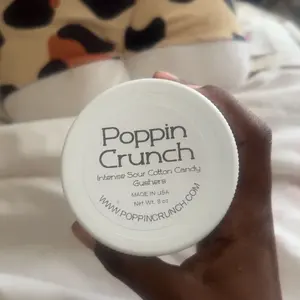 Poppin
Crunch
Intense Sour Cotton Candy
Gushers
MADE IN USA
Net Wt. 8 oz
WWW.POPPINCRUNCH.COM